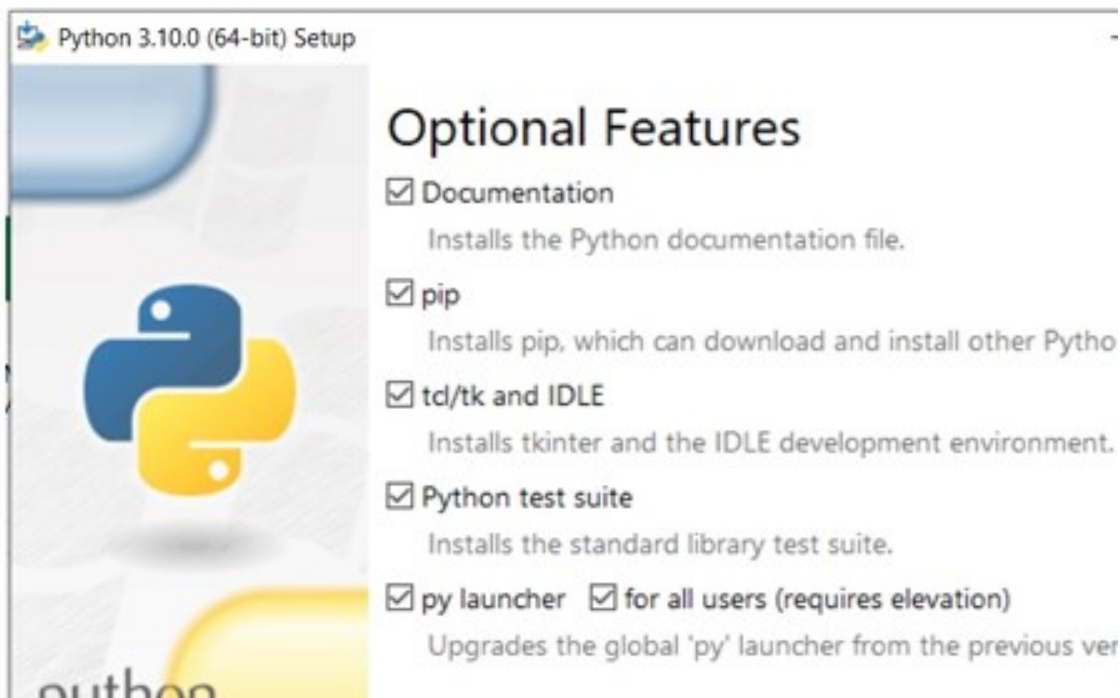 Python 3.10.0 (64-bit) Setup
Optional Features
Documentation
Installs the Python documentation file.
pip
Installs pip, which can download and install other Pytho
tcl/tk and IDLE
Installs tkinter and the IDLE development environment.
Python test suite
Installs the standard library test suite.
py launcher for all users (requires elevation)
Upgrades the global 'py' launcher from the previous ver
python